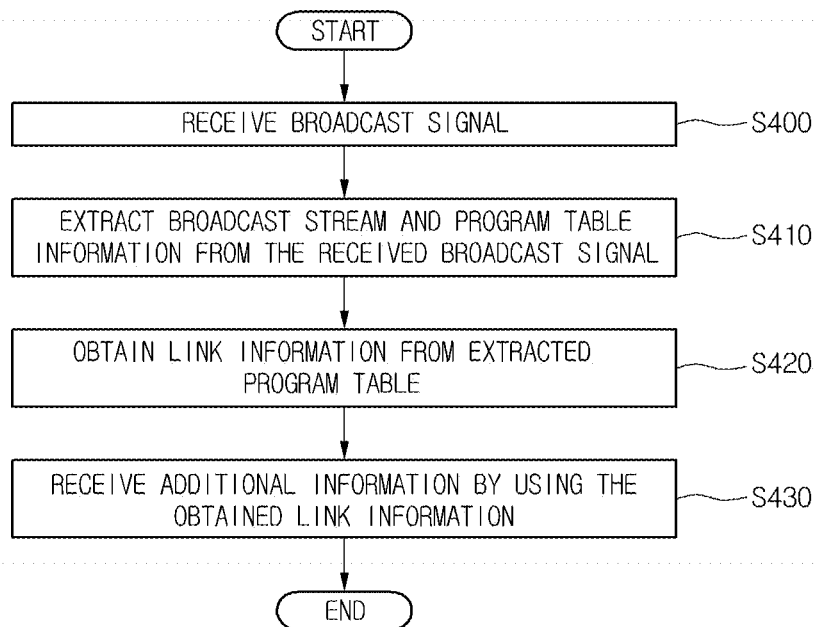 START
RECEIVE BROADCAST SIGNAL
S400
EXTRACT BROADCAST STREAM AND PROGRAM TABLE
INFORMATION FROM THE RECEIVED BROADCAST SIGNAL
S410
OBTAIN LINK INFORMATION FROM EXTRACTED
PROGRAM TABLE
S420
RECEIVE ADDITIONAL INFORMATION BY USING THE
OBTAINED LINK INFORMATION
S430
END